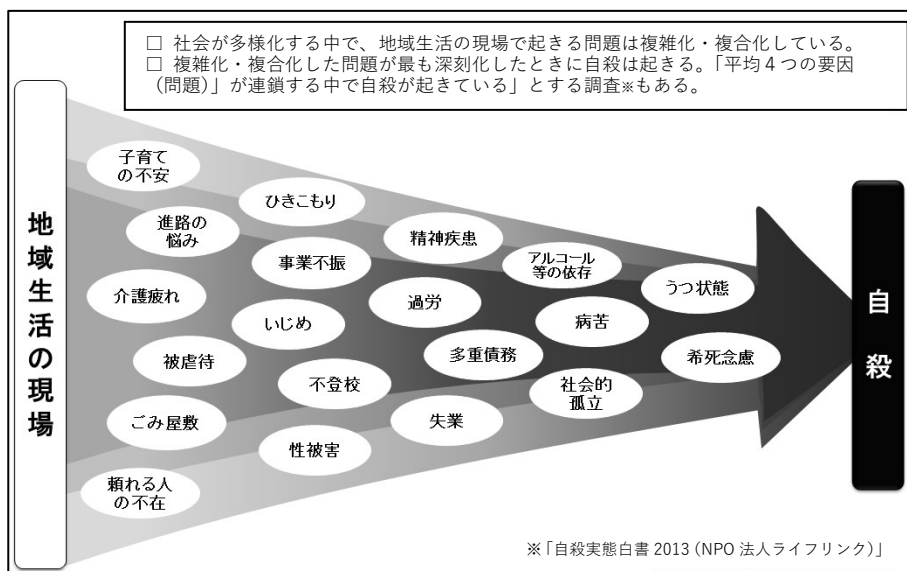 □ 社会が多様化する中で、地域生活の現場で起きる問題は複雑化・複合化している。
□ 複雑化・複合化した問題が最も深刻化したときに自殺は起きる。「平均４つの要因
（問題）」が連鎖する中で自殺が起きている」とする調査※もある。
地域生活の現場
子育て
の不安
進路の
悩み
介護疲れ
被虐待
ごみ屋敷
頼れる人
の不在
ひきこもり
事業不振
いじめ
不登校
性被害
精神疾患
過労
多重債務
失業
アルコール
等の依存
病苦
社会的
孤立
うつ状態
希死念慮
自殺
※「自殺実態白書 2013（NPO 法人ライフリンク）」